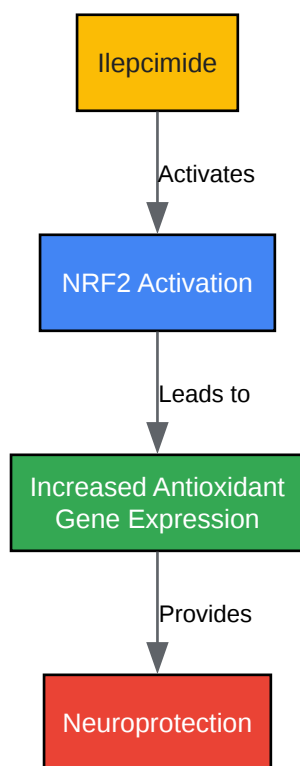 Ilepcimide
Activates
NRF2 Activation
Leads to
Increased Antioxidant
Gene Expression
Provides
Neuroprotection